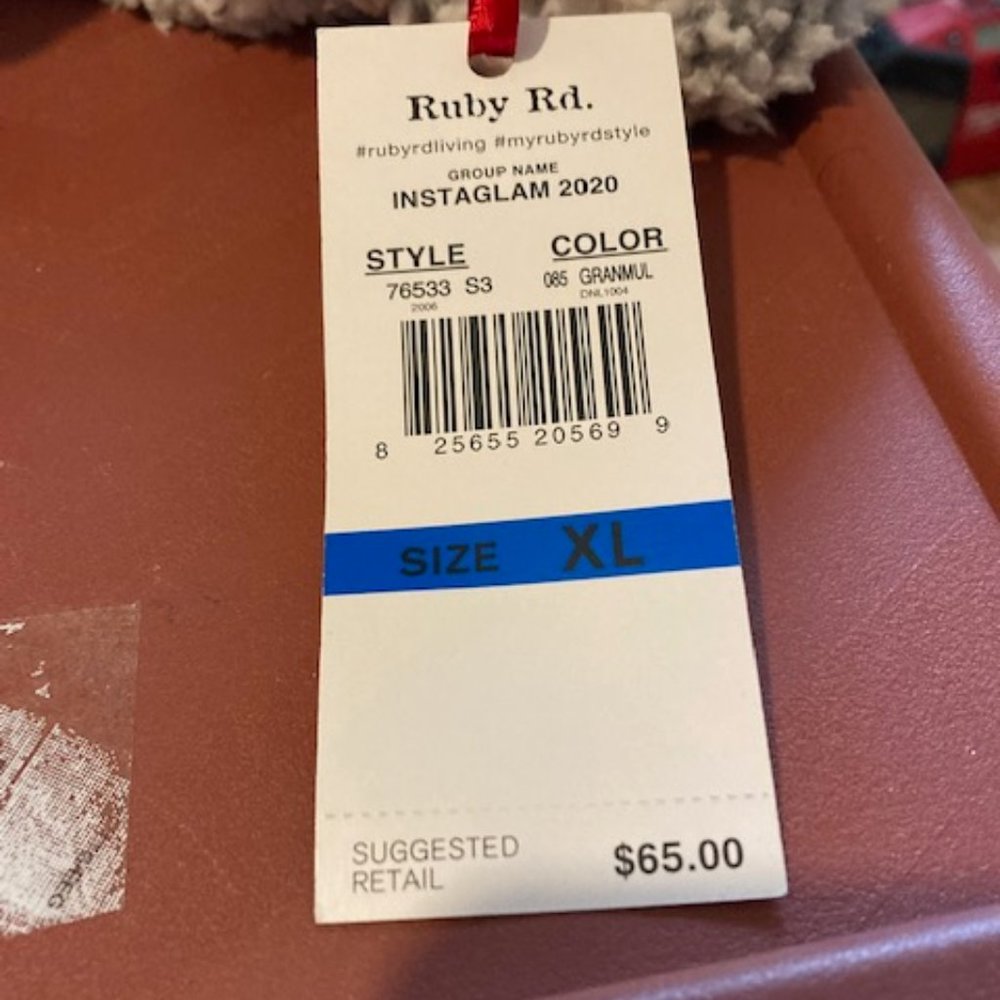 Ruby Rd.
#rubyrdliving #myrubyrdstyle
GROUP NAME
INSTAGLAM 2020
STYLE COLOR
76533 S3 085 GRANMUL
2006 DNL1004
8 25655 20569 9
SIZE XL
SUGGESTED
RETAIL $65.00